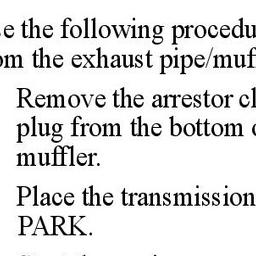 e the following procedu
om the exhaust pipe/muf
Remove the arrestor cl
plug from the bottom o
muffler.
Place the transmission
PARK.